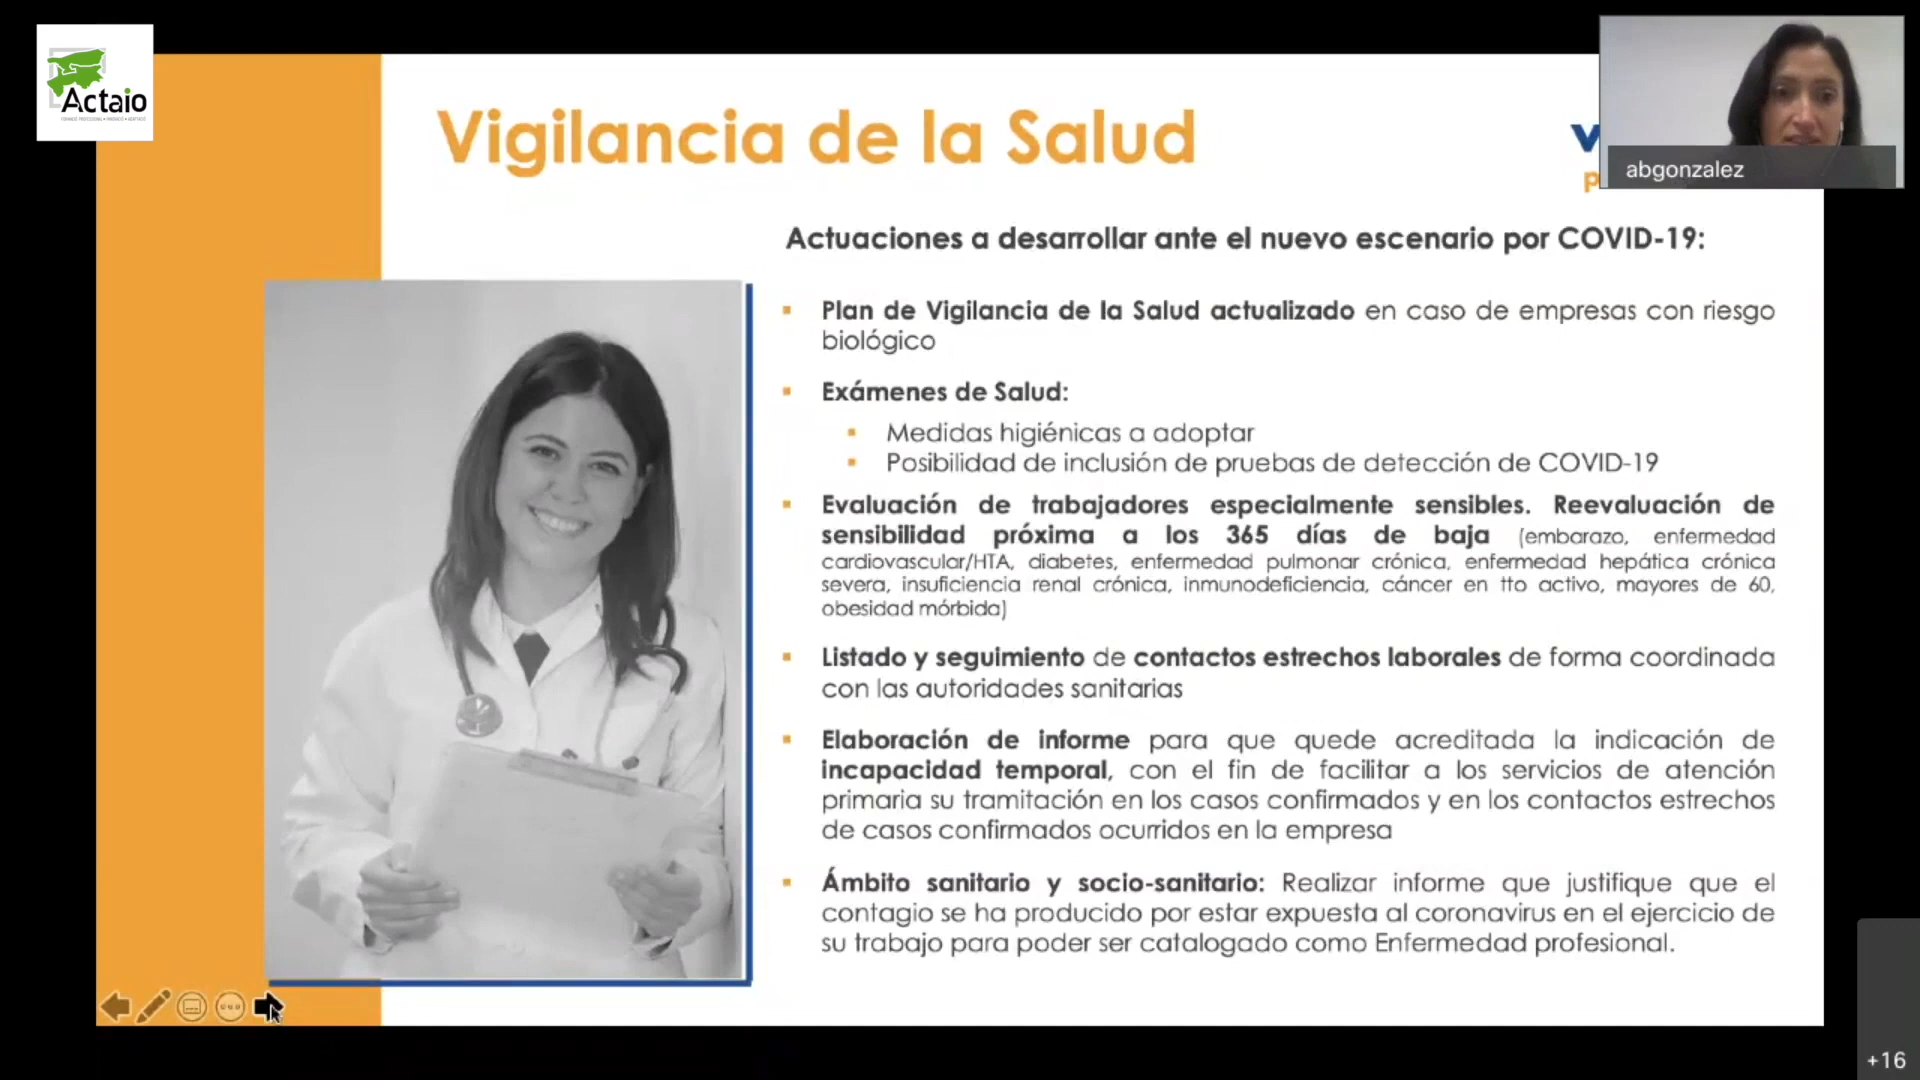 Actaio
Vigilancia de la Salud
v
p
abgonzalez
Actuaciones a desarrollar ante el nuevo escenario por COVID-19:
Plan de Vigilancia de la Salud actualizado en caso de empresas con riesgo
biológico
Exámenes de Salud:
Medidas higiénicas a adoptar
Posibilidad de inclusión de pruebas de detección de COVID-19
Evaluación de trabajadores especialmente sensibles. Reevaluación de
sensibilidad próxima a los 365 días de baja (embarazo, enfermedad
cardiovascular/HTA, diabetes, enfermedad pulmonar crónica, enfermedad hepática crónica
severa, insuficiencia renal crónica, inmunodeficiencia, cáncer en tto activo, mayores de 60,
obesidad mórbida)
Listado y seguimiento de contactos estrechos laborales de forma coordinada
con las autoridades sanitarias
Elaboración de informe para que quede acreditada la indicación de
incapacidad temporal, con el fin de facilitar a los servicios de atención
primaria su tramitación en los casos confirmados y en los contactos estrechos
de casos confirmados ocurridos en la empresa
Ámbito sanitario y socio-sanitario: Realizar informe que justifique que el
contagio se ha producido por estar expuesta al coronavirus en el ejercicio de
su trabajo para poder ser catalogado como Enfermedad profesional.
+16